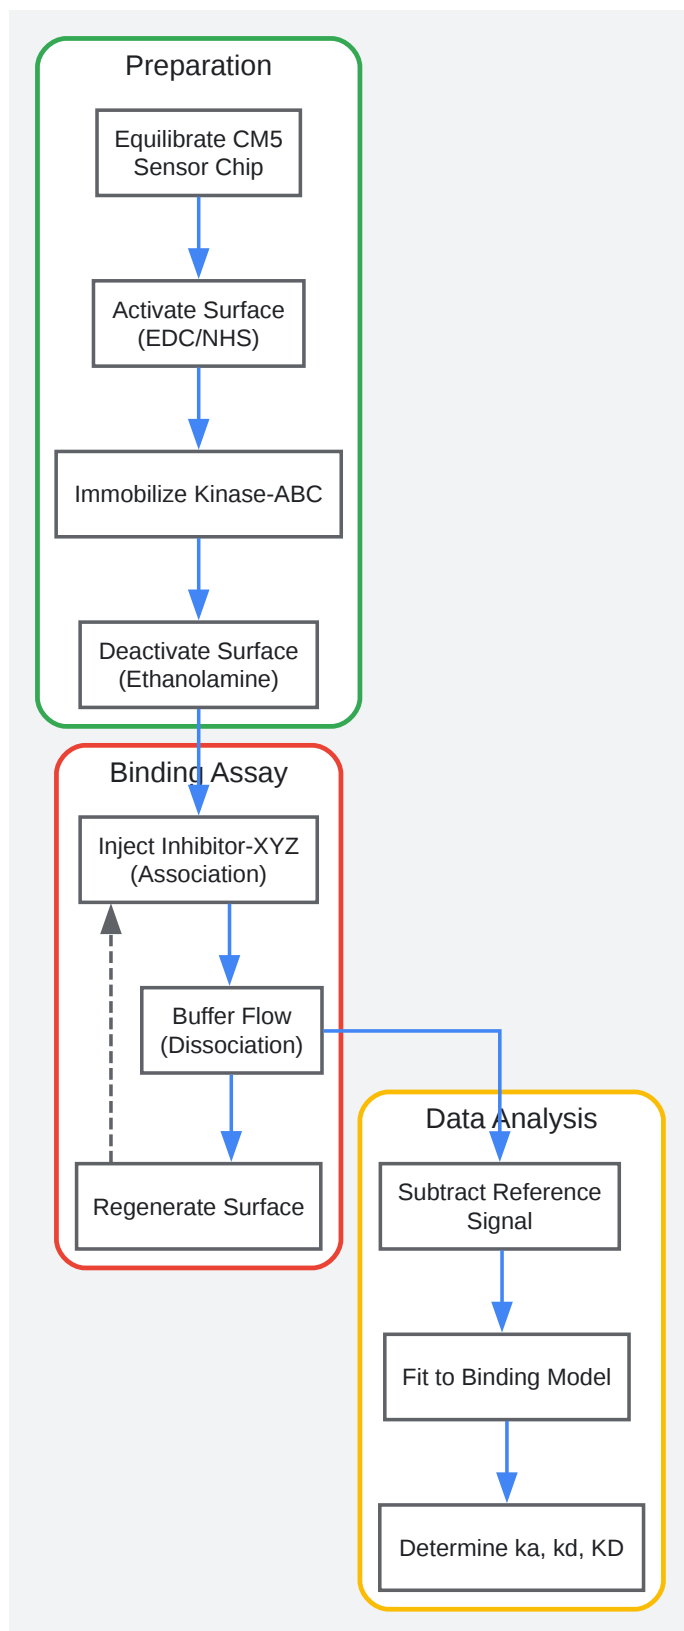 Preparation
Equilibrate CM5
Sensor Chip
Activate Surface
(EDC/NHS)
Immobilize Kinase-ABC
Deactivate Surface
(Ethanolamine)
Binding Assay
Inject Inhibitor-XYZ
(Association)
Buffer Flow
(Dissociation)
Regenerate Surface
Data Analysis
Subtract Reference
Signal
Fit to Binding Model
Determine ka, kd, KD